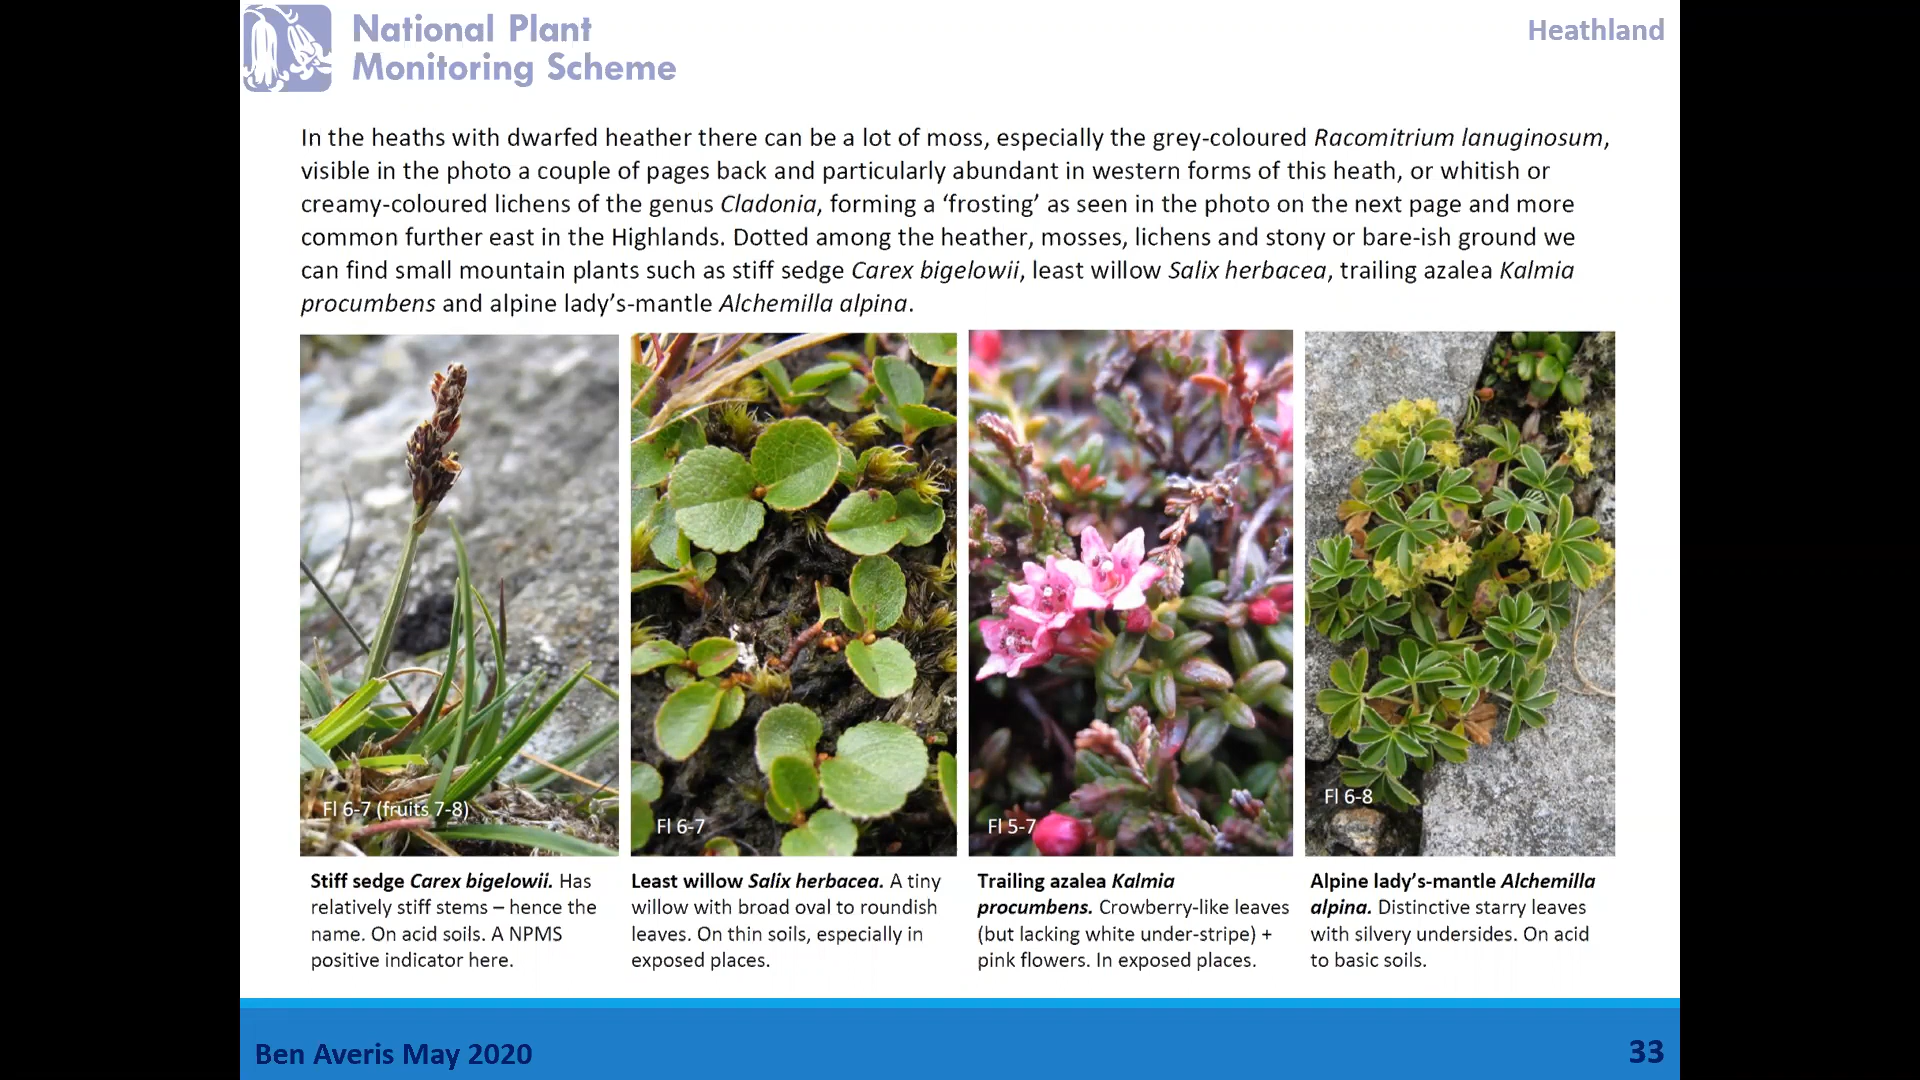 National Plant
Monitoring Scheme
Heathland
In the heaths with dwarfed heather there can be a lot of moss, especially the grey-coloured Racomitrium lanuginosum,
visible in the photo a couple of pages back and particularly abundant in western forms of this heath, or whitish or
creamy-coloured lichens of the genus Cladonia, forming a ‘frosting’ as seen in the photo on the next page and more
common further east in the Highlands. Dotted among the heather, mosses, lichens and stony or bare-ish ground we
can find small mountain plants such as stiff sedge Carex bigelowii, least willow Salix herbacea, trailing azalea Kalmia
procumbens and alpine lady’s-mantle Alchemilla alpina.
Fl 6-7 (fruits 7-8)
Fl 6-7
Fl 5-7
Fl 6-8
Stiff sedge Carex bigelowii. Has
relatively stiff stems – hence the
name. On acid soils. A NPMS
positive indicator here.
Least willow Salix herbacea. A tiny
willow with broad oval to roundish
leaves. On thin soils, especially in
exposed places.
Trailing azalea Kalmia
procumbens. Crowberry-like leaves
(but lacking white under-stripe) +
pink flowers. In exposed places.
Alpine lady’s-mantle Alchemilla
alpina. Distinctive starry leaves
with silvery undersides. On acid
to basic soils.
Ben Averis May 2020
33